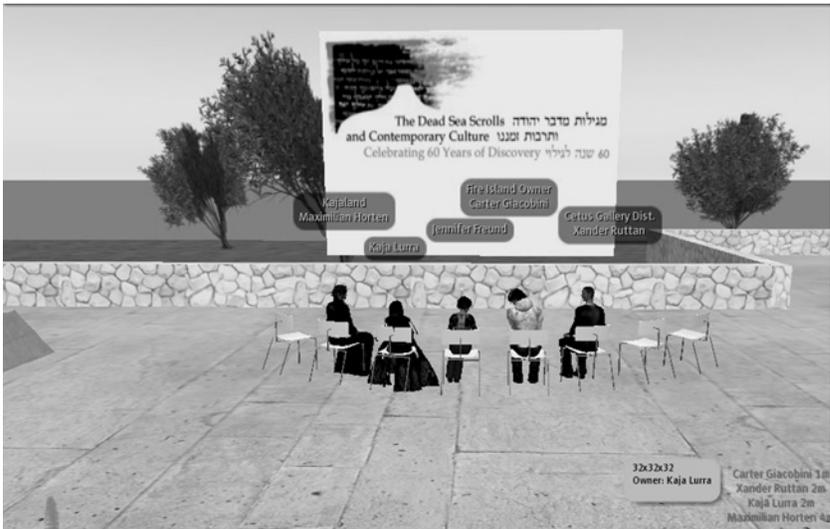 The Dead Sea Scrolls מגילות מדבר יהודה
and Contemporary Culture ותרבות זמננו
Celebrating 60 Years of Discovery 60 שנה לגילוי
Kajaland
Maximilian Horten
Fire Island Owner
Carter Giacobini
Jennifer Freund
Cetus Gallery Dist.
Xander Ruttan
Kaja Lurra
32x32x32
Owner: Kaja Lurra
Carter Giacobini 1m
Xander Ruttan 2m
Kaja Lurra 2m
Maximilian Horten